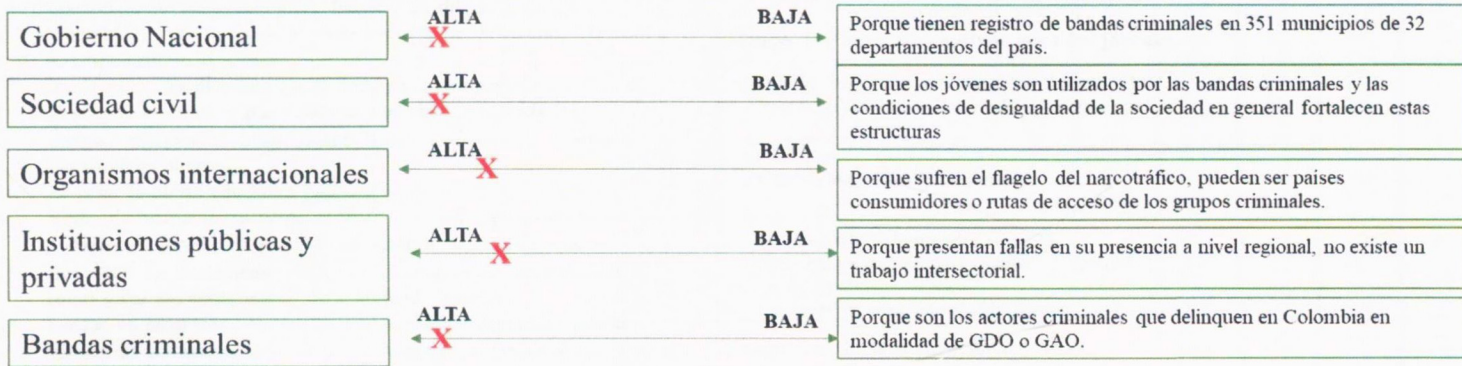 Gobierno Nacional
ALTA
BAJA
X
Porque tienen registro de bandas criminales en 351 municipios de 32
departamentos del país.
Sociedad civil
ALTA
BAJA
X
Porque los jóvenes son utilizados por las bandas criminales y las
condiciones de desigualdad de la sociedad en general fortalecen estas
estructuras
Organismos internacionales
ALTA
BAJA
X
Porque sufren el flagelo del narcotráfico, pueden ser países
consumidores o rutas de acceso de los grupos criminales.
Instituciones públicas y
privadas
ALTA
BAJA
X
Porque presentan fallas en su presencia a nivel regional, no existe un
trabajo intersectorial.
Bandas criminales
ALTA
BAJA
X
Porque son los actores criminales que delinquen en Colombia en
modalidad de GDO o GAO.